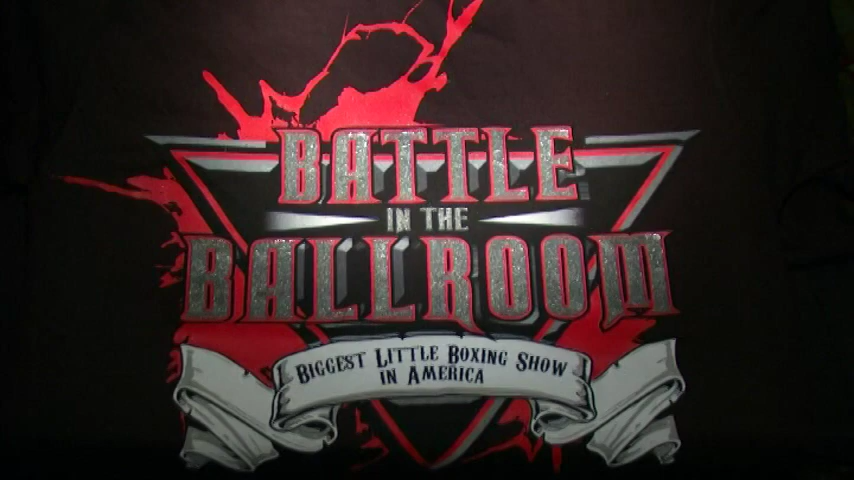 BATTLE
IN THE
BALLROOM
BIGGEST LITTLE BOXING SHOW
IN AMERICA